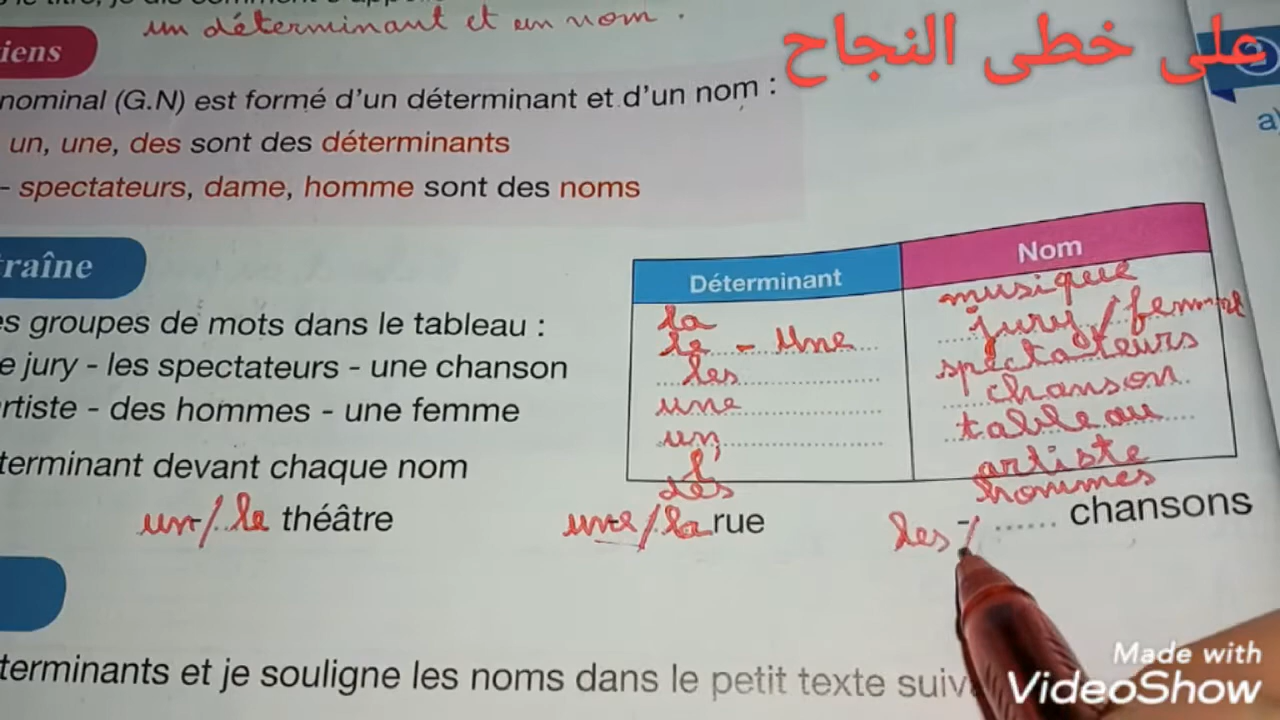 un déterminant et un nom.
على خطى النجاح
iens
nominal (G.N) est formé d'un déterminant et d'un nom :
un, une, des sont des déterminants
- spectateurs, dame, homme sont des noms
a)
raîne
Déterminant Nom
la musique
le - Une jury / femme
les spectateurs
une chanson
un tableau
l' artiste
des hommes
es groupes de mots dans le tableau :
e jury - les spectateurs - une chanson
artiste - des hommes - une femme
terminant devant chaque nom
un / le théâtre une / la rue les / - ...... chansons
terminants et je souligne les noms dans le petit texte suiv
Made with
VideoShow